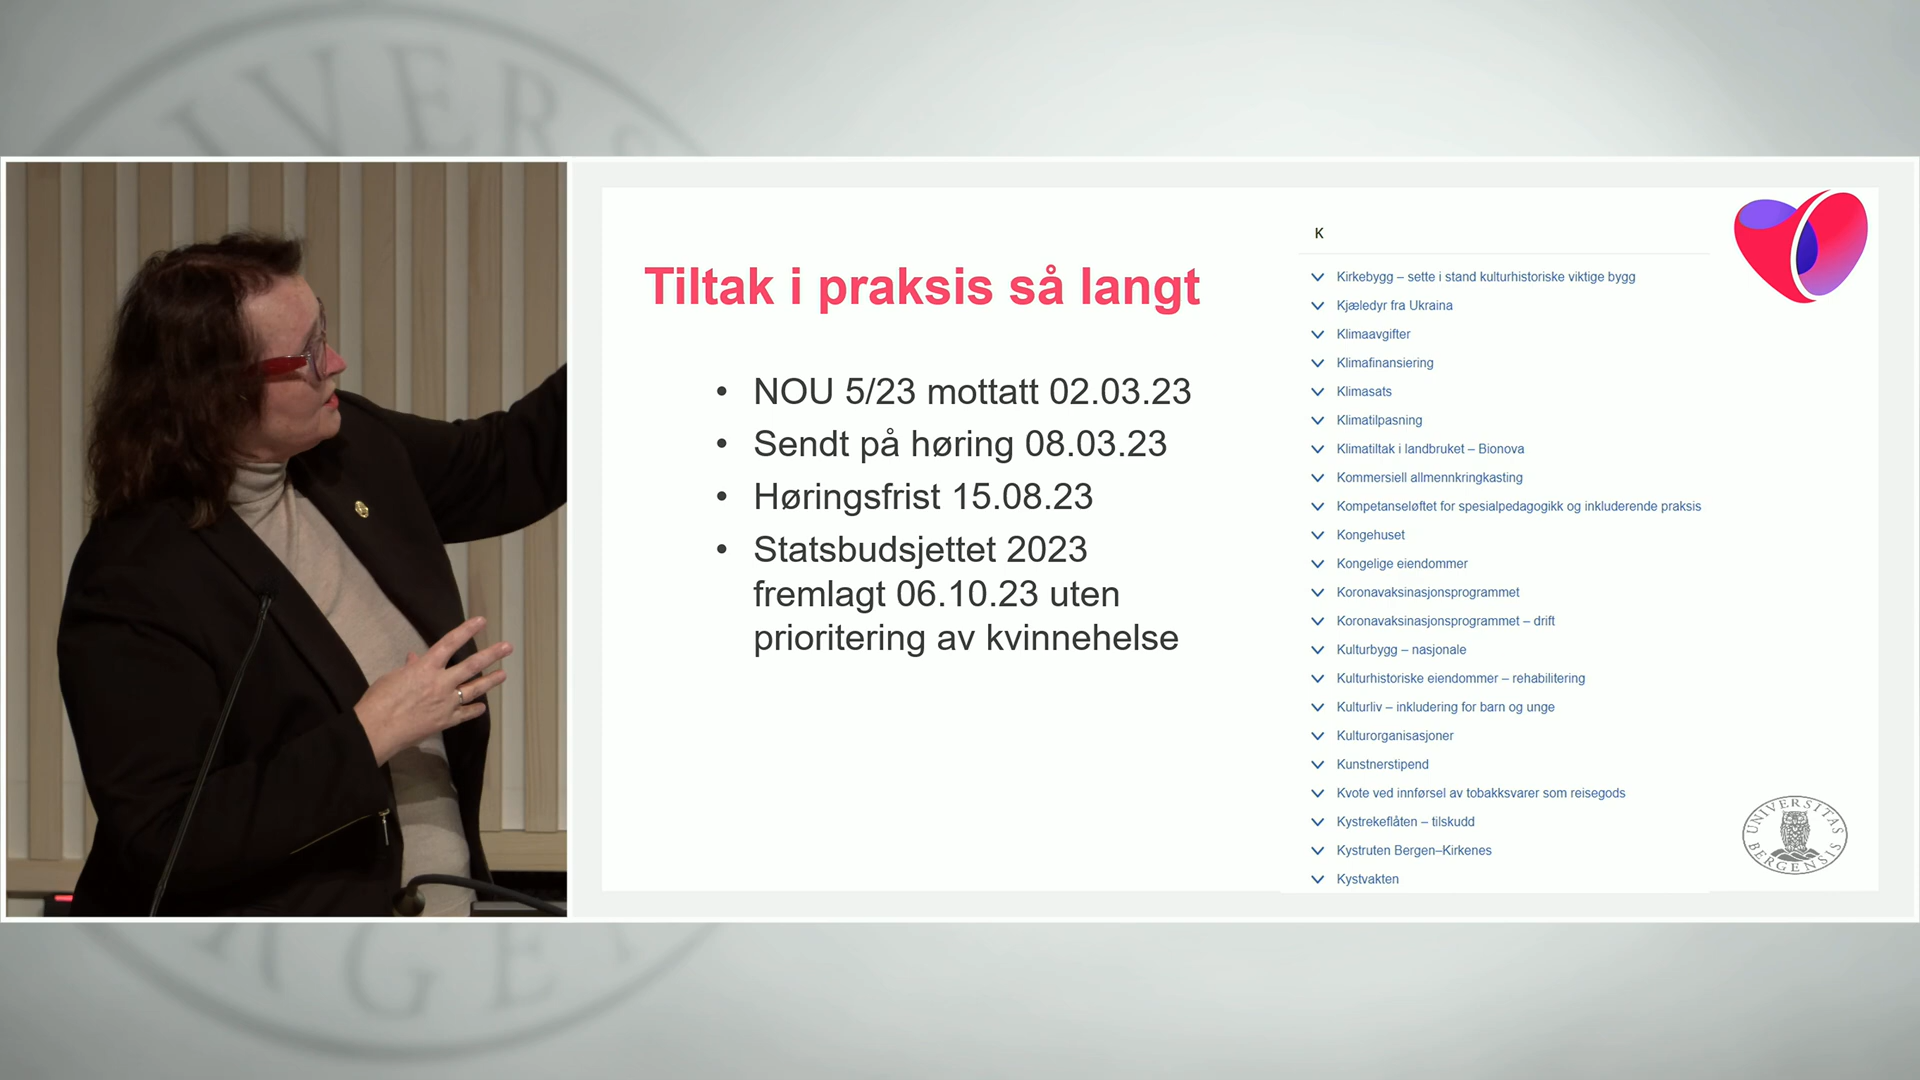 Tiltak i praksis så langt
• NOU 5/23 mottatt 02.03.23
• Sendt på høring 08.03.23
• Høringsfrist 15.08.23
• Statsbudsjettet 2023
fremlagt 06.10.23 uten
prioritering av kvinnehelse
K
Kirkebygg – sette i stand kulturhistoriske viktige bygg
Kjæledyr fra Ukraina
Klimaavgifter
Klimafinansiering
Klimasats
Klimatilpasning
Klimatiltak i landbruket – Bionova
Kommersiell allmennkringkasting
Kompetanseløftet for spesialpedagogikk og inkluderende praksis
Kongehuset
Kongelige eiendommer
Koronavaksinasjonsprogrammet
Koronavaksinasjonsprogrammet – drift
Kulturbygg – nasjonale
Kulturhistoriske eiendommer – rehabilitering
Kulturliv – inkludering for barn og unge
Kulturorganisasjoner
Kunstnerstipend
Kvote ved innførsel av tobakksvarer som reisegods
Kystrekeflåten – tilskudd
Kystruten Bergen–Kirkenes
Kystvakten
UNIVERSITAS
BERGENSIS